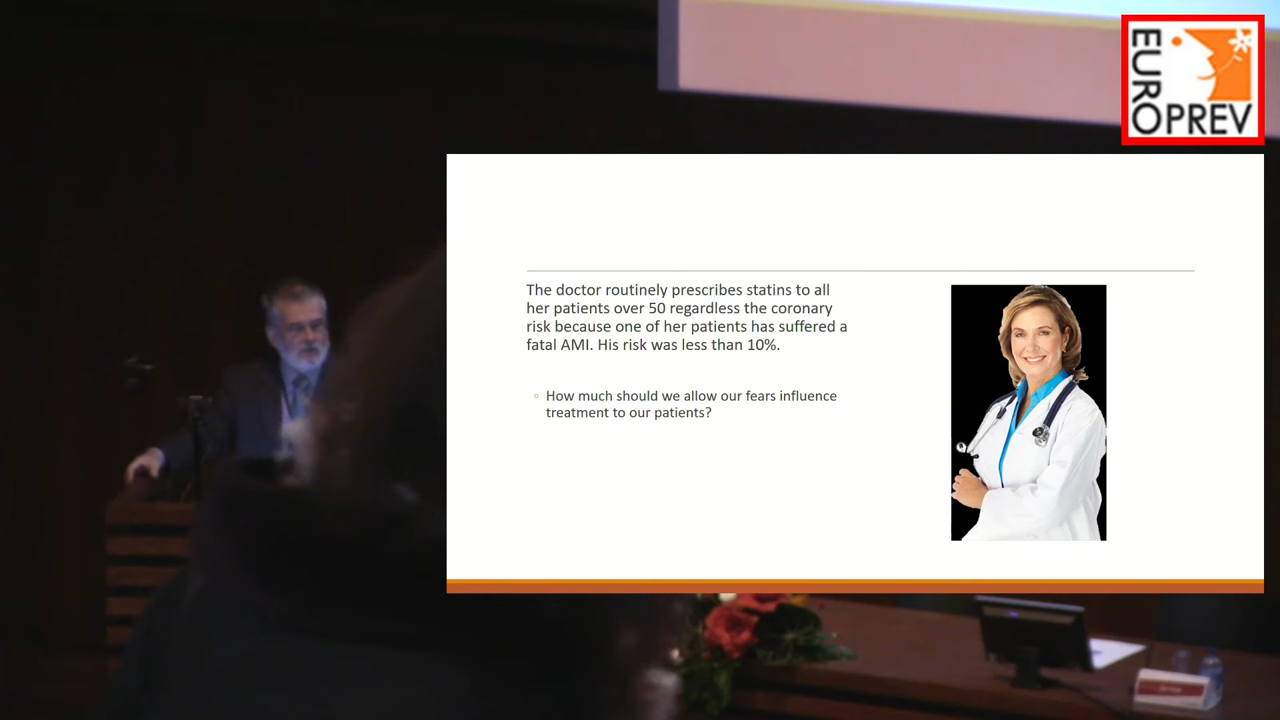 EUROPREV
The doctor routinely prescribes statins to all
her patients over 50 regardless the coronary
risk because one of her patients has suffered a
fatal AMI. His risk was less than 10%.
How much should we allow our fears influence
treatment to our patients?